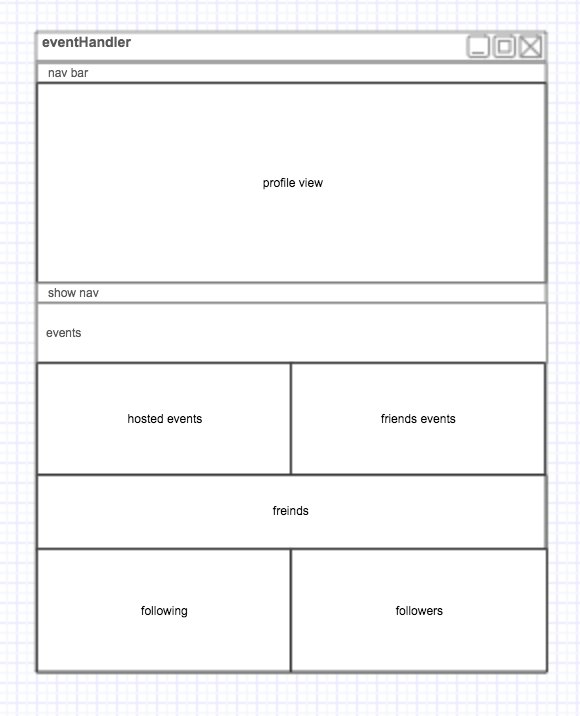 eventHandler
nav bar
profile view
show nav
events
hosted events
friends events
freinds
following
followers